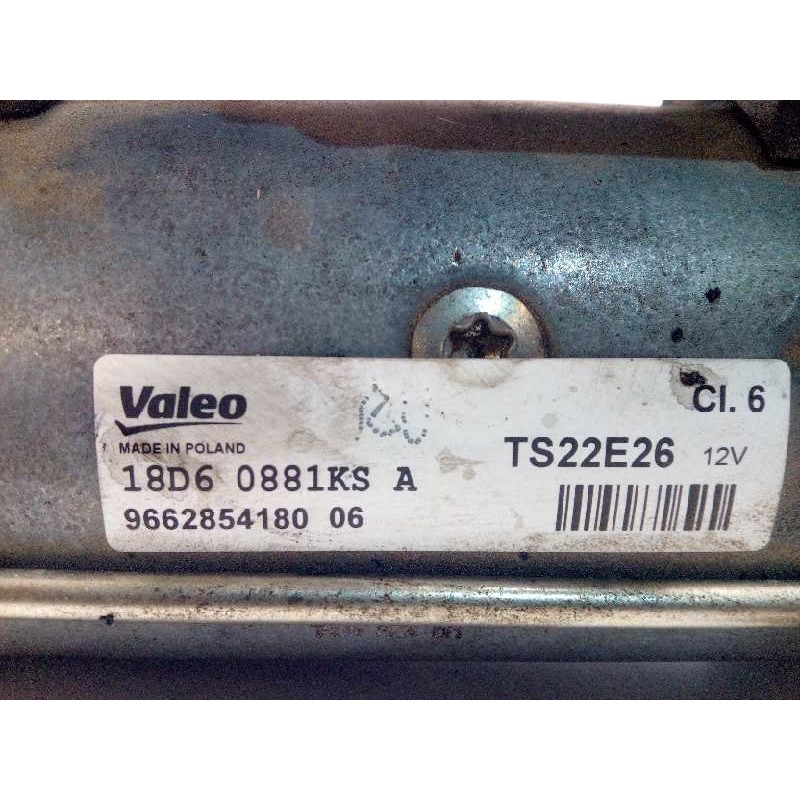 Valeo
Cl. 6
MADE IN POLAND
TS22E26 12V
18D6 0881KS A
9662854180 06